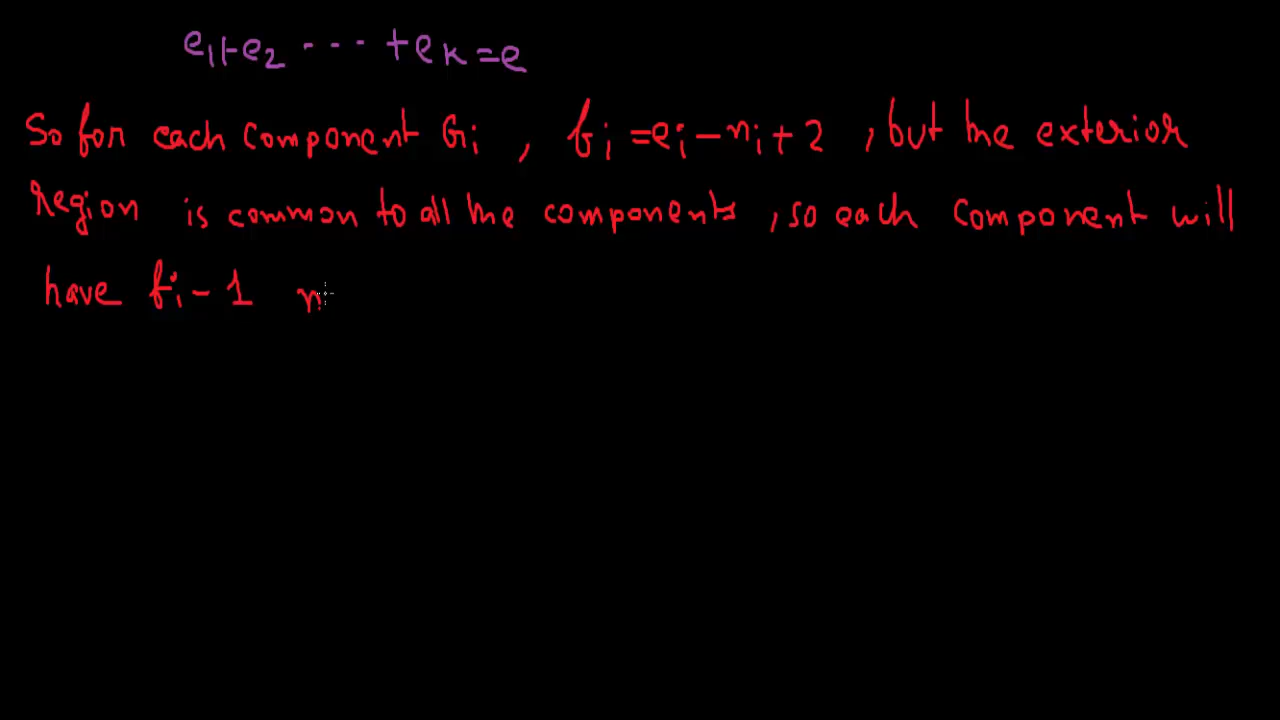 e₁+e₂ ---- +eₖ=e
So for each component Gᵢ , fᵢ =eᵢ-nᵢ+2 , but the exterior
region is common to all the components , so each component will
have fᵢ-1